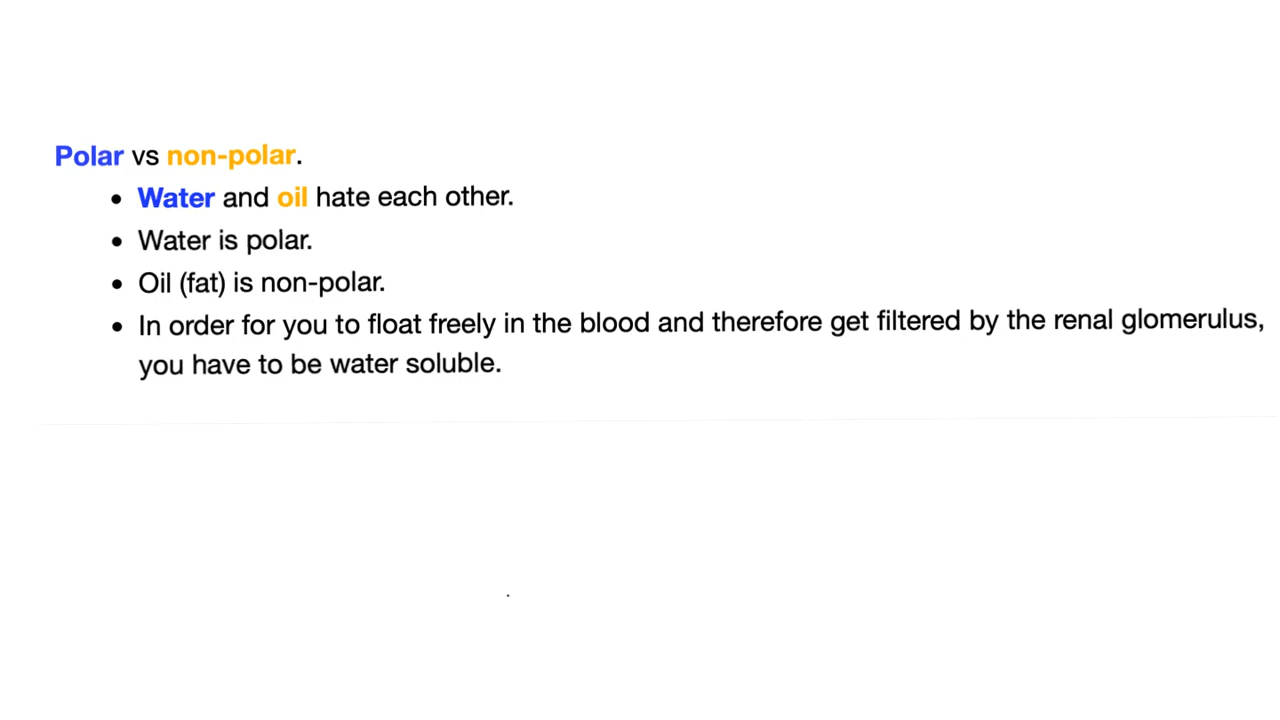 Polar vs non-polar.
• Water and oil hate each other.
• Water is polar.
• Oil (fat) is non-polar.
• In order for you to float freely in the blood and therefore get filtered by the renal glomerulus,
you have to be water soluble.